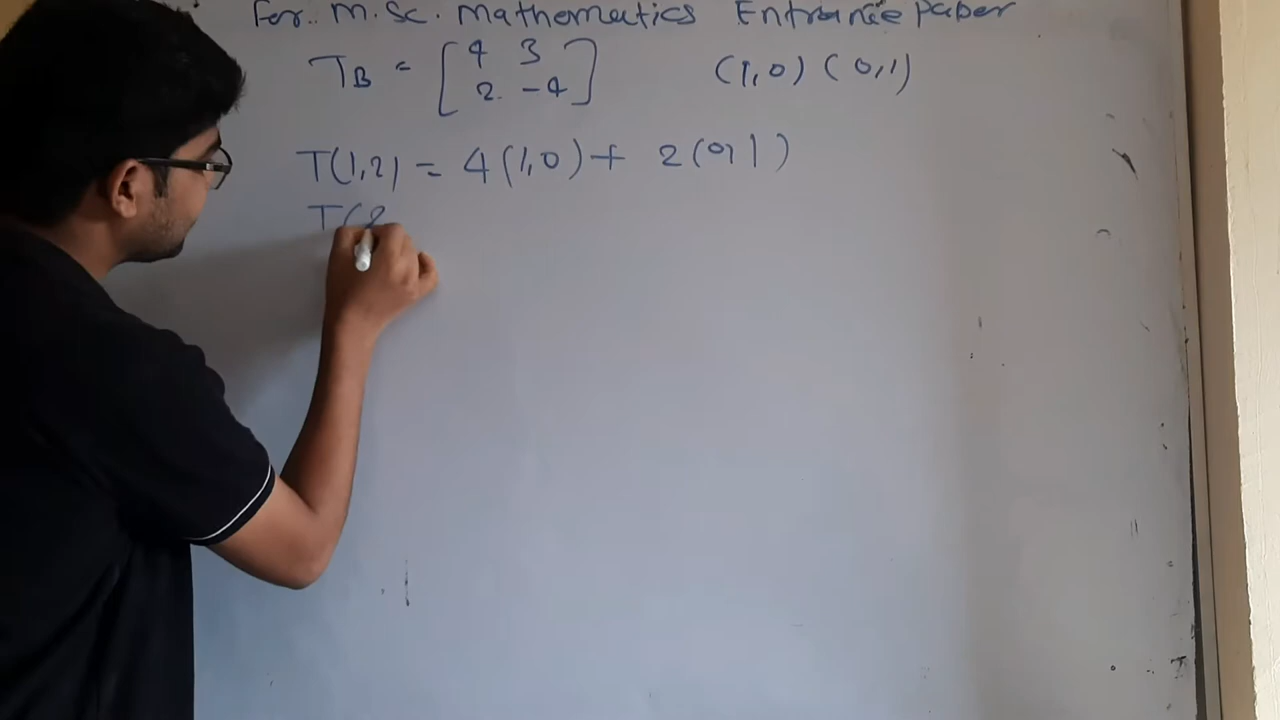 For.. M.Sc. Mathematics Entrance paper
T_B = [4 3
2. -4] (1,0) (0,1)
T(1,2) = 4(1,0) + 2(0,1)
T(2